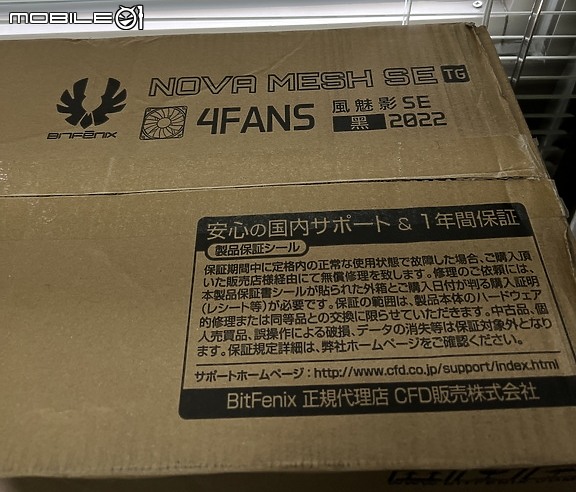 MOBILE01
NOVA MESH SE TG
BITFENIX
4FANS
風魅影 SE
黑 2022
安心の国内サポート & 1年間保証
製品保証シール
保証期間中に定格内の正常な使用状態で故障した場合、ご購入頂
いた販売店様経由にて無償修理を致します。修理のご依頼には、
本製品保証書シールが貼られた外箱とご購入日付が判る購入証明
(レシート等)が必要です。保証の範囲は、製品本体のハードウェア
的修理または同等品との交換に限らせていただきます。中古品、個
人売買品、誤操作による破損、データの消失等は保証対象外となり
ます。保証規定詳細は、弊社ホームページをご確認ください。
サポートホームページ:http://www.cfd.co.jp/support/index.html
BitFenix 正規代理店 CFD販売株式会社